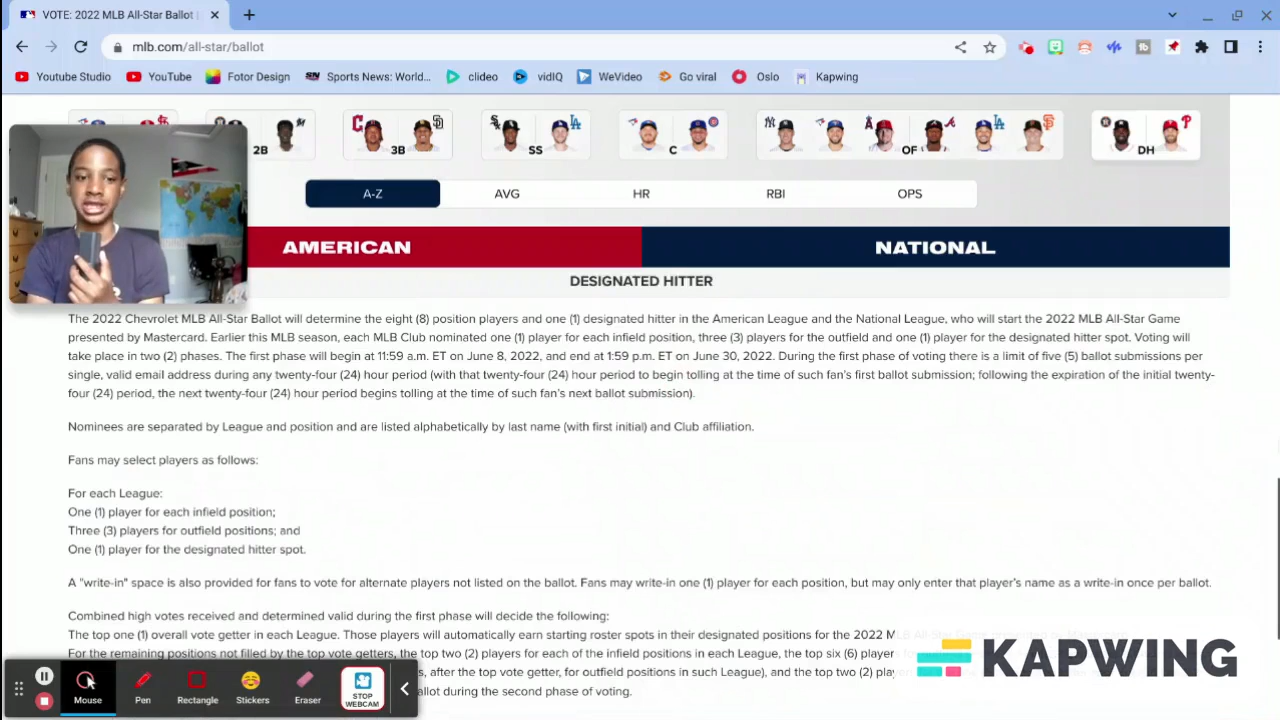 VOTE: 2022 MLB All-Star Ballot
mlb.com/all-star/ballot
Youtube Studio
YouTube
Fotor Design
Sports News: World...
clideo
vidIQ
WeVideo
Go viral
Oslo
Kapwing
2B
3B
SS
C
OF
DH
A-Z
AVG
HR
RBI
OPS
AMERICAN
NATIONAL
DESIGNATED HITTER
The 2022 Chevrolet MLB All-Star Ballot will determine the eight (8) position players and one (1) designated hitter in the American League and the National League, who will start the 2022 MLB All-Star Game
presented by Mastercard. Earlier this MLB season, each MLB Club nominated one (1) player for each infield position, three (3) players for the outfield and one (1) player for the designated hitter spot. Voting will
take place in two (2) phases. The first phase will begin at 11:59 a.m. ET on June 8, 2022, and end at 1:59 p.m. ET on June 30, 2022. During the first phase of voting there is a limit of five (5) ballot submissions per
single, valid email address during any twenty-four (24) hour period (with that twenty-four (24) hour period to begin tolling at the time of such fan's first ballot submission; following the expiration of the initial twenty-
four (24) period, the next twenty-four (24) hour period begins tolling at the time of such fan's next ballot submission).
Nominees are separated by League and position and are listed alphabetically by last name (with first initial) and Club affiliation.
Fans may select players as follows:
For each League:
One (1) player for each infield position;
Three (3) players for outfield positions; and
One (1) player for the designated hitter spot.
A "write-in" space is also provided for fans to vote for alternate players not listed on the ballot. Fans may write-in one (1) player for each position, but may only enter that player's name as a write-in once per ballot.
Combined high votes received and determined valid during the first phase will decide the following:
The top one (1) overall vote getter in each League. Those players will automatically earn starting roster spots in their designated positions for the 2022 MLB All-Star Game
For the remaining positions not filled by the top vote getters, the top two (2) players for each of the infield positions in each League, the top six (6) players
, after the top vote getter, for outfield positions in such League), and the top two (2)
allot during the second phase of voting.
KAPWING
Mouse
Pen
Rectangle
Stickers
Eraser
STOP
WEBCAM